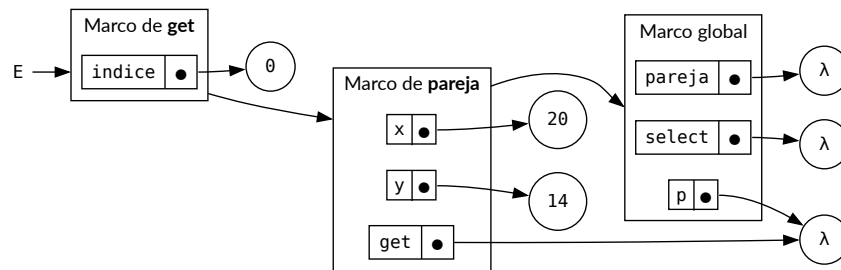 E
Marco de get
indice
0
Marco de pareja
x
20
y
14
get
Marco global
pareja
λ
select
λ
p
λ